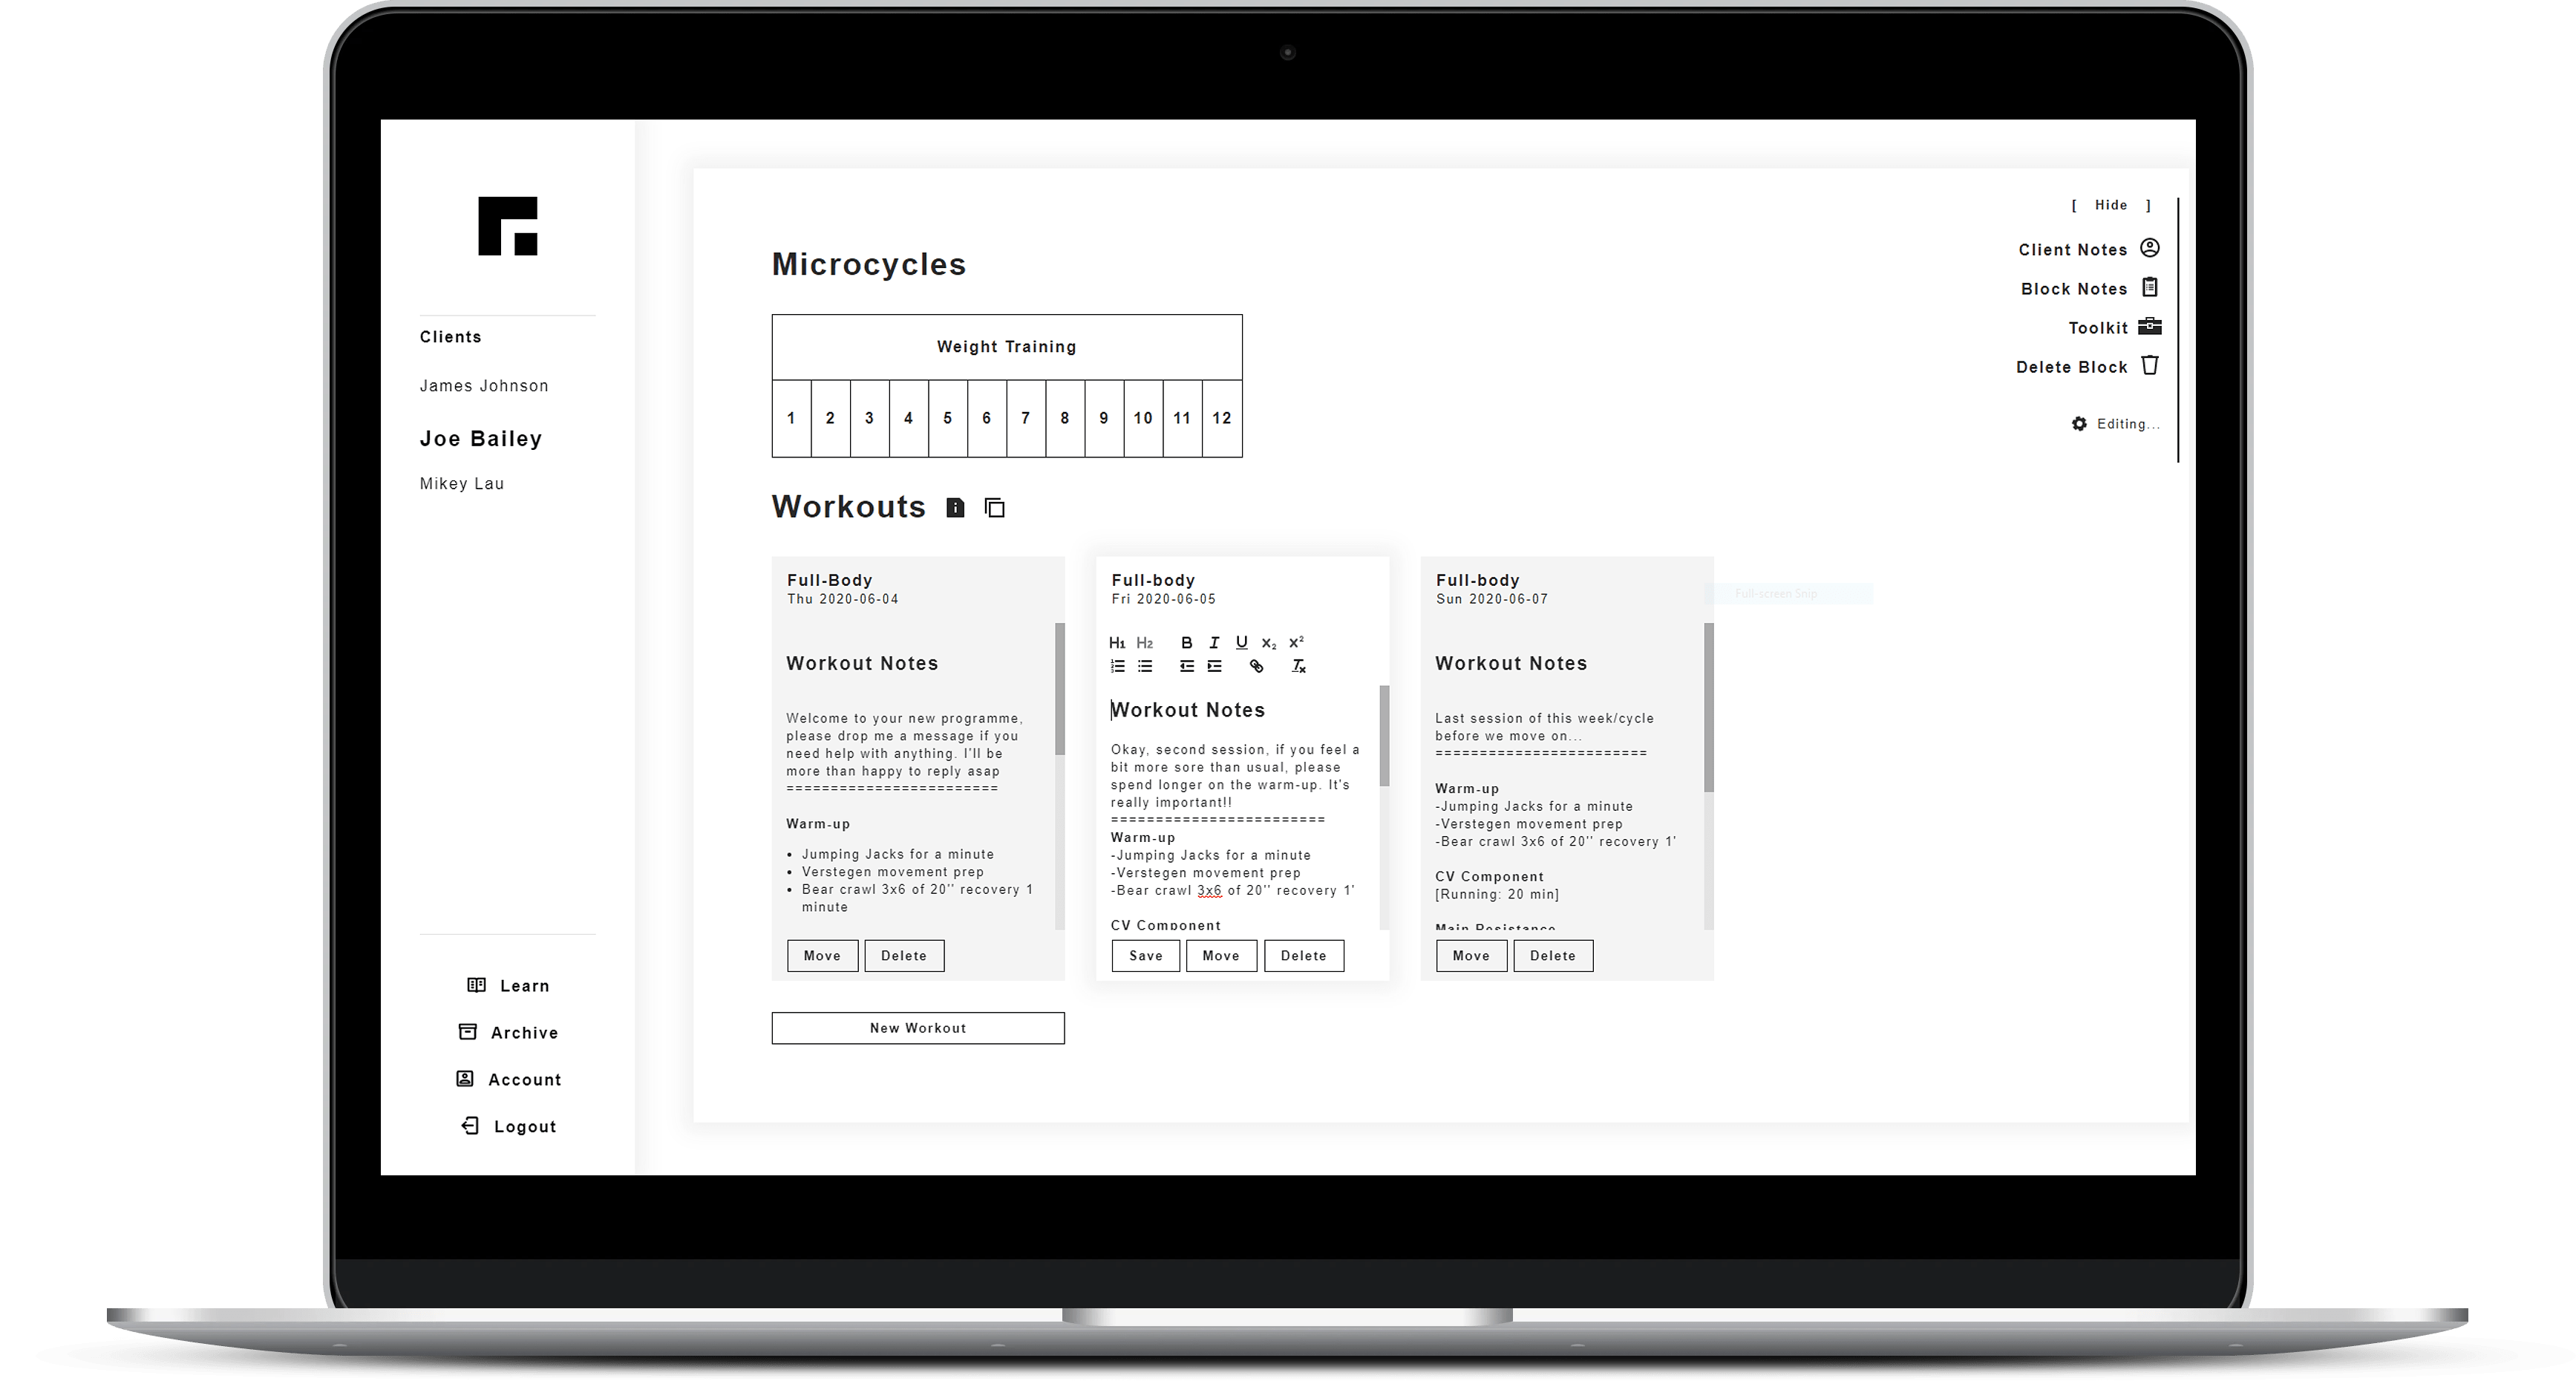 Clients
James Johnson
Joe Bailey
Mikey Lau
Learn
Archive
Account
Logout
Microcycles
Weight Training
1 2 3 4 5 6 7 8 9 10 11 12
Workouts
Full-Body
Thu 2020-06-04
Workout Notes
Welcome to your new programme,
please drop me a message if you
need help with anything. I'll be
more than happy to reply asap
========================
Warm-up
• Jumping Jacks for a minute
• Verstegen movement prep
• Bear crawl 3x6 of 20'' recovery 1
minute
Move Delete
Full-body
Fri 2020-06-05
H1 H2 B I U X2 X2
Workout Notes
Okay, second session, if you feel a
bit more sore than usual, please
spend longer on the warm-up. It's
really important!!
========================
Warm-up
-Jumping Jacks for a minute
-Verstegen movement prep
-Bear crawl 3x6 of 20'' recovery 1'
CV Component
Save Move Delete
Full-body
Sun 2020-06-07
Workout Notes
Last session of this week/cycle
before we move on...
========================
Warm-up
-Jumping Jacks for a minute
-Verstegen movement prep
-Bear crawl 3x6 of 20'' recovery 1'
CV Component
[Running: 20 min]
Main Resistance
Move Delete
New Workout
[ Hide ]
Client Notes
Block Notes
Toolkit
Delete Block
Editing...
Full-screen Snip